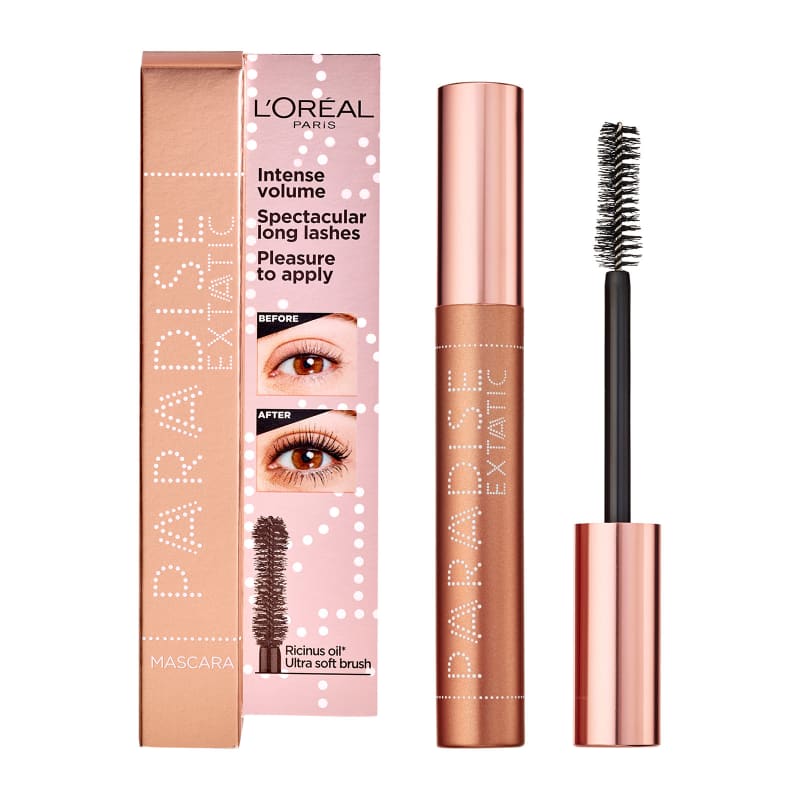 PARADISE
EXTATIC
MASCARA
L'ORÉAL
PARIS
Intense
volume
Spectacular
long lashes
Pleasure
to apply
BEFORE
AFTER
Ricinus oil*
Ultra soft brush
PARADISE
EXTATIC